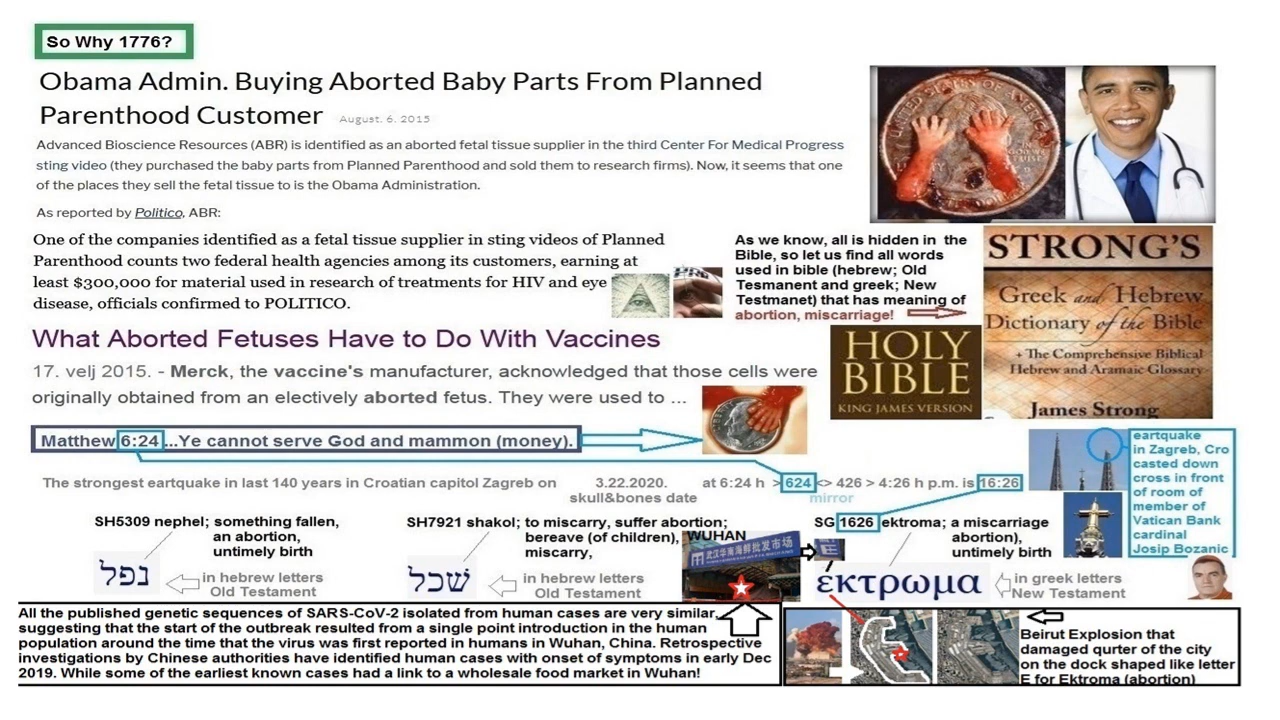 So Why 1776?
Obama Admin. Buying Aborted Baby Parts From Planned
Parenthood Customer August. 6. 2015
Advanced Bioscience Resources (ABR) is identified as an aborted fetal tissue supplier in the third Center For Medical Progress
sting video (they purchased the baby parts from Planned Parenthood and sold them to research firms). Now, it seems that one
of the places they sell the fetal tissue to is the Obama Administration.
As reported by Politico, ABR:
One of the companies identified as a fetal tissue supplier in sting videos of Planned
Parenthood counts two federal health agencies among its customers, earning at
least $300,000 for material used in research of treatments for HIV and eye
disease, officials confirmed to POLITICO.
As we know, all is hidden in the
Bible, so let us find all words
used in bible (hebrew; Old
Tesmanent and greek; New
Testmanet) that has meaning of
abortion, miscarriage!
STRONG'S
Greek and Hebrew
Dictionary of the Bible
+ The Comprehensive Biblical
Hebrew and Aramaic Glossary
James Strong
HOLY
BIBLE
KING JAMES VERSION
What Aborted Fetuses Have to Do With Vaccines
17. velj 2015. - Merck, the vaccine's manufacturer, acknowledged that those cells were
originally obtained from an electively aborted fetus. They were used to ...
Matthew 6:24...Ye cannot serve God and mammon (money).
The strongest eartquake in last 140 years in Croatian capitol Zagreb on 3.22.2020. at 6:24 h > 624 <> 426 > 4:26 h p.m. is 16:26
skull&bones date
mirror
eartquake
in Zagreb, Cro
casted down
cross in front
of room of
member of
Vatican Bank
cardinal
Josip Bozanic
SH5309 nephel; something fallen,
an abortion,
untimely birth
נפל
in hebrew letters
Old Testament
SH7921 shakol; to miscarry, suffer abortion;
bereave (of children),
miscarry,
שׁכל
in hebrew letters
Old Testament
WUHAN
武汉华南海鲜批发市场
SG 1626 ektroma; a miscarriage
abortion),
untimely birth
ἔκτρωμα
in greek letters
New Testament
All the published genetic sequences of SARS-CoV-2 isolated from human cases are very similar,
suggesting that the start of the outbreak resulted from a single point introduction in the human
population around the time that the virus was first reported in humans in Wuhan, China. Retrospective
investigations by Chinese authorities have identified human cases with onset of symptoms in early Dec
2019. While some of the earliest known cases had a link to a wholesale food market in Wuhan!
Beirut Explosion that
damaged qurter of the city
on the dock shaped like letter
E for Ektroma (abortion)